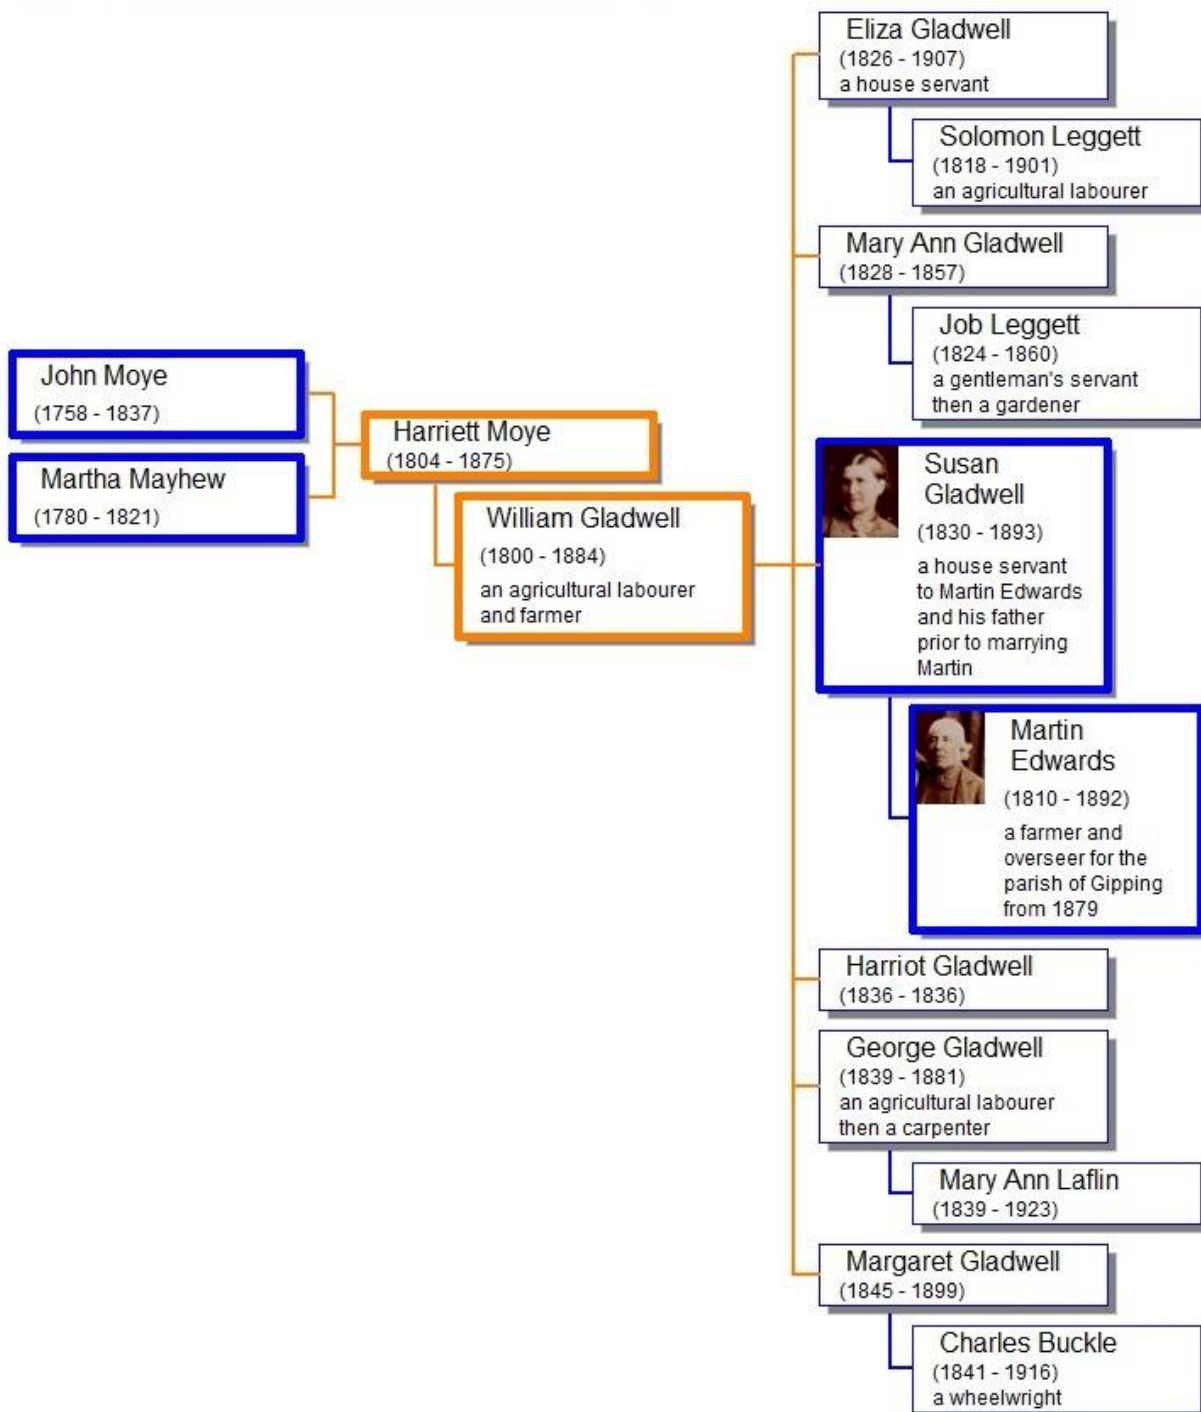 Eliza Gladwell
(1826 - 1907)
a house servant
Solomon Leggett
(1818 - 1901)
an agricultural labourer
Mary Ann Gladwell
(1828 - 1857)
Job Leggett
(1824 - 1860)
a gentleman's servant
then a gardener
John Moye
(1758 - 1837)
Martha Mayhew
(1780 - 1821)
Harriett Moye
(1804 - 1875)
William Gladwell
(1800 - 1884)
an agricultural labourer
and farmer
Susan
Gladwell
(1830 - 1893)
a house servant
to Martin Edwards
and his father
prior to marrying
Martin
Martin
Edwards
(1810 - 1892)
a farmer and
overseer for the
parish of Gipping
from 1879
Harriot Gladwell
(1836 - 1836)
George Gladwell
(1839 - 1881)
an agricultural labourer
then a carpenter
Mary Ann Laflin
(1839 - 1923)
Margaret Gladwell
(1845 - 1899)
Charles Buckle
(1841 - 1916)
a wheelwright